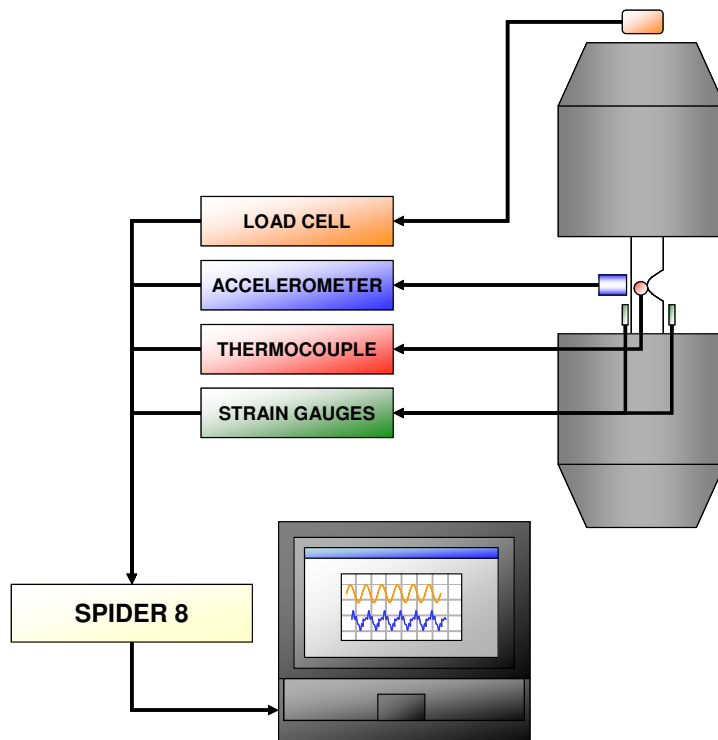 LOAD CELL
ACCELEROMETER
THERMOCOUPLE
STRAIN GAUGES
SPIDER 8